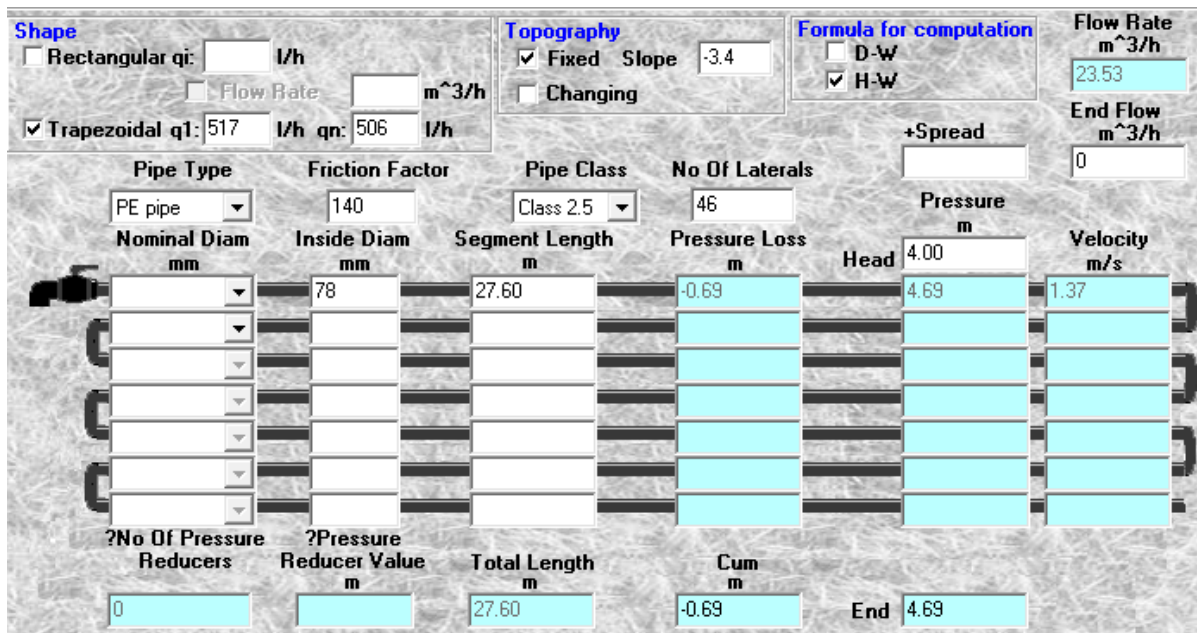 Shape
Rectangular qi: l/h
Flow Rate m^3/h
Trapezoidal q1: 517 l/h qn: 506 l/h
Topography
Fixed Slope -3.4
Changing
Formula for computation
D-W
H-W
Flow Rate
m^3/h
23.53
End Flow
m^3/h
0
+Spread
Pipe Type Friction Factor Pipe Class No Of Laterals
PE pipe 140 Class 2.5 46
Pressure
m
Head 4.00
Nominal Diam Inside Diam Segment Length Pressure Loss Velocity
mm mm m m m/s
78 27.60 -0.69 4.69 1.37
?No Of Pressure ?Pressure
Reducers Reducer Value Total Length Cum
m m m
0 27.60 -0.69 End 4.69